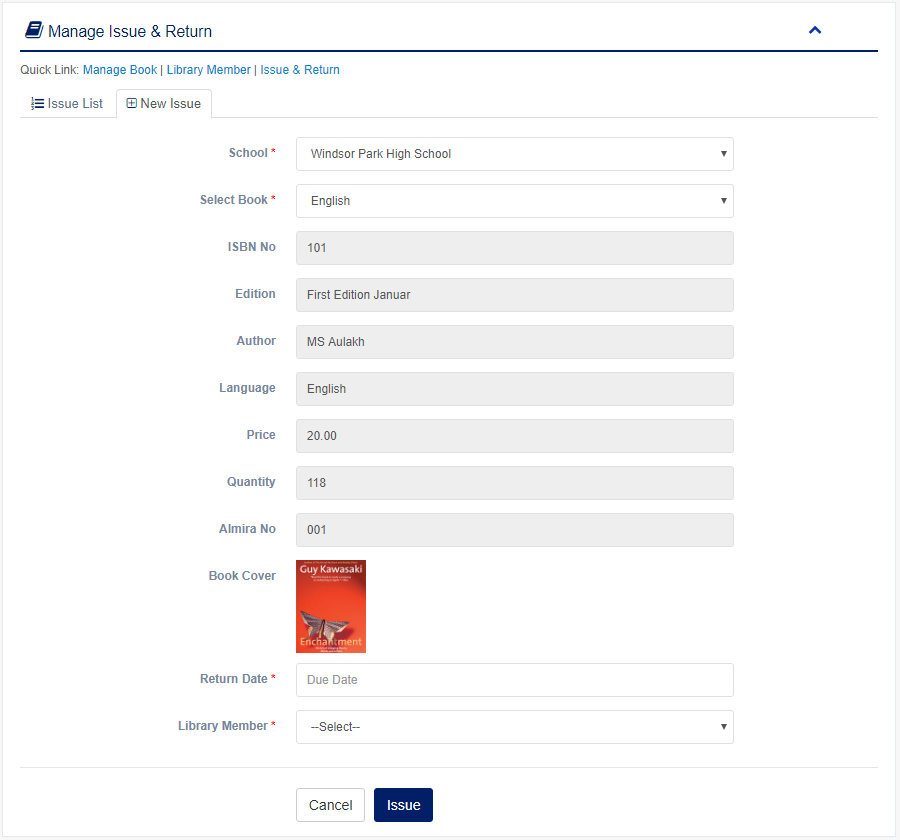 Manage Issue & Return
Quick Link: Manage Book | Library Member | Issue & Return
Issue List
New Issue
School * Windsor Park High School
Select Book * English
ISBN No 101
Edition First Edition Januar
Author MS Aulakh
Language English
Price 20.00
Quantity 118
Almira No 001
Book Cover
Guy Kawasaki
Enchantment
Return Date * Due Date
Library Member * --Select--
Cancel Issue